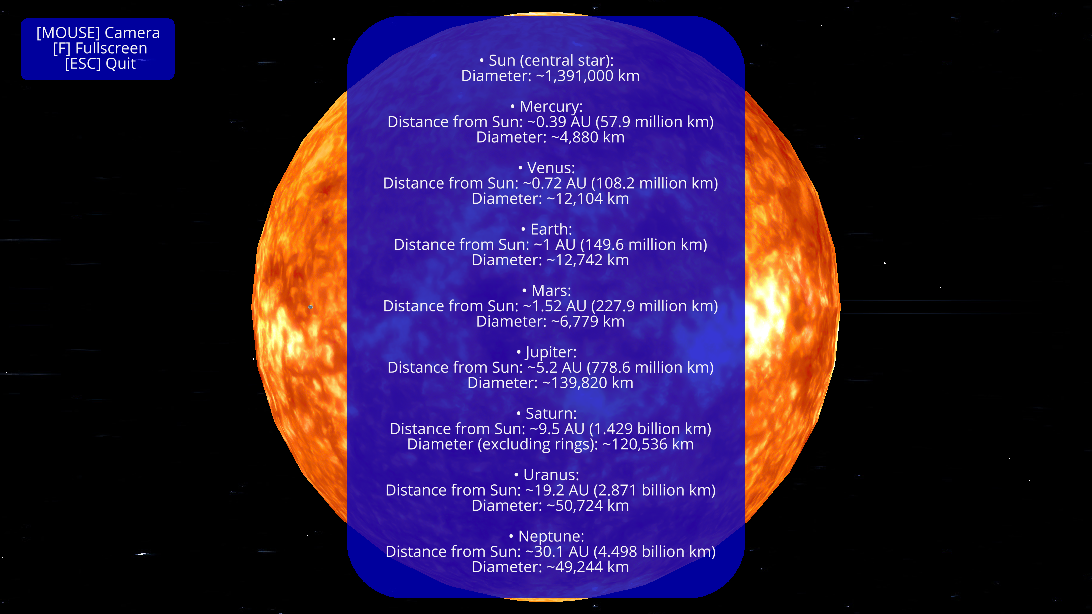 [MOUSE] Camera
[F] Fullscreen
[ESC] Quit
• Sun (central star):
Diameter: ~1,391,000 km
• Mercury:
Distance from Sun: ~0.39 AU (57.9 million km)
Diameter: ~4,880 km
• Venus:
Distance from Sun: ~0.72 AU (108.2 million km)
Diameter: ~12,104 km
• Earth:
Distance from Sun: ~1 AU (149.6 million km)
Diameter: ~12,742 km
• Mars:
Distance from Sun: ~1.52 AU (227.9 million km)
Diameter: ~6,779 km
• Jupiter:
Distance from Sun: ~5.2 AU (778.6 million km)
Diameter: ~139,820 km
• Saturn:
Distance from Sun: ~9.5 AU (1.429 billion km)
Diameter (excluding rings): ~120,536 km
• Uranus:
Distance from Sun: ~19.2 AU (2.871 billion km)
Diameter: ~50,724 km
• Neptune:
Distance from Sun: ~30.1 AU (4.498 billion km)
Diameter: ~49,244 km